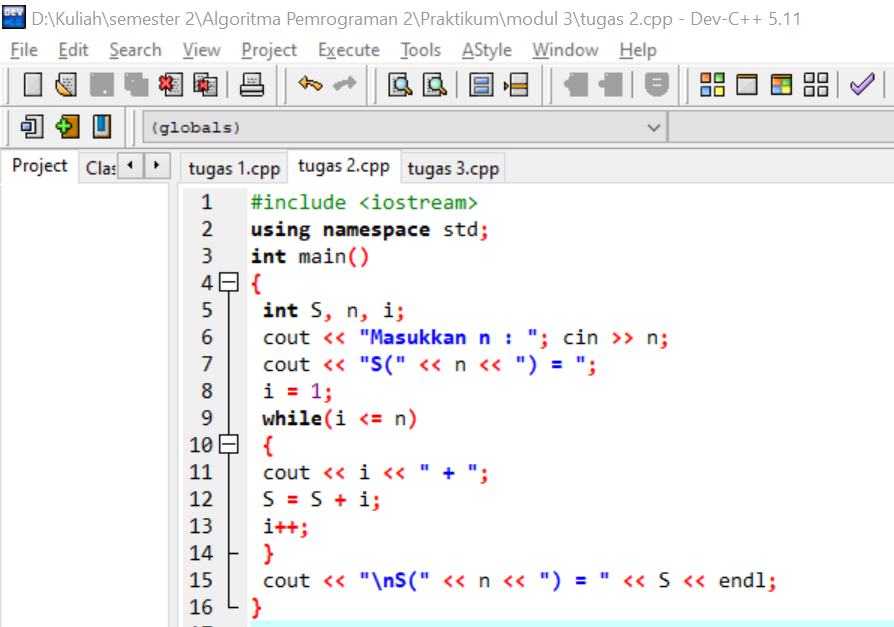 D:\Kuliah\semester 2\Algoritma Pemrograman 2\Praktikum\modul 3\tugas 2.cpp - Dev-C++ 5.11
File Edit Search View Project Execute Tools AStyle Window Help
(globals)
Project Clas tugas 1.cpp tugas 2.cpp tugas 3.cpp
1 #include <iostream>
2 using namespace std;
3 int main()
4 {
5 int S, n, i;
6 cout << "Masukkan n : "; cin >> n;
7 cout << "S(" << n << ") = ";
8 i = 1;
9 while(i <= n)
10 {
11 cout << i << " + ";
12 S = S + i;
13 i++;
14 }
15 cout << "\nS(" << n << ") = " << S << endl;
16 }